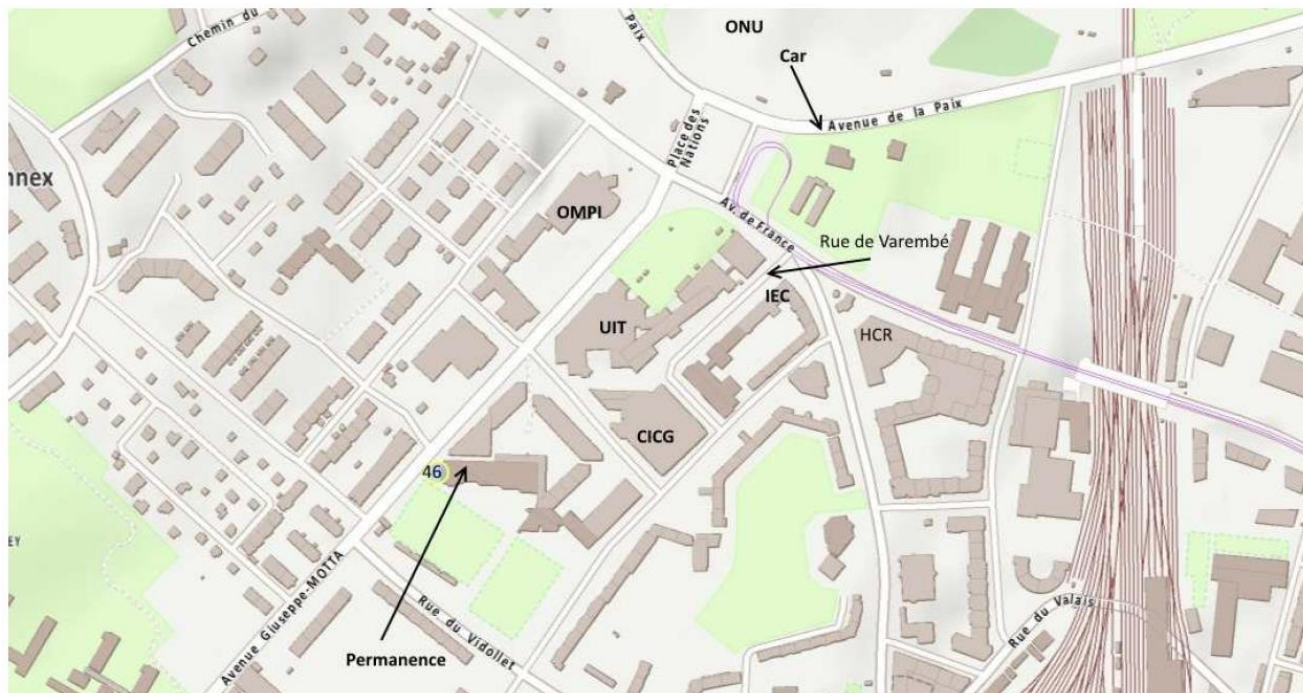 Chemin du
Paix
ONU
Car
Avenue de la Paix
Place des
Nations
nnex
OMPI
Av. de France
Rue de Varembé
IEC
UIT
HCR
CICG
46
EY
Avenue Giuseppe-MOTTA
Rue du Vidollet
Rue du Valais
Permanence